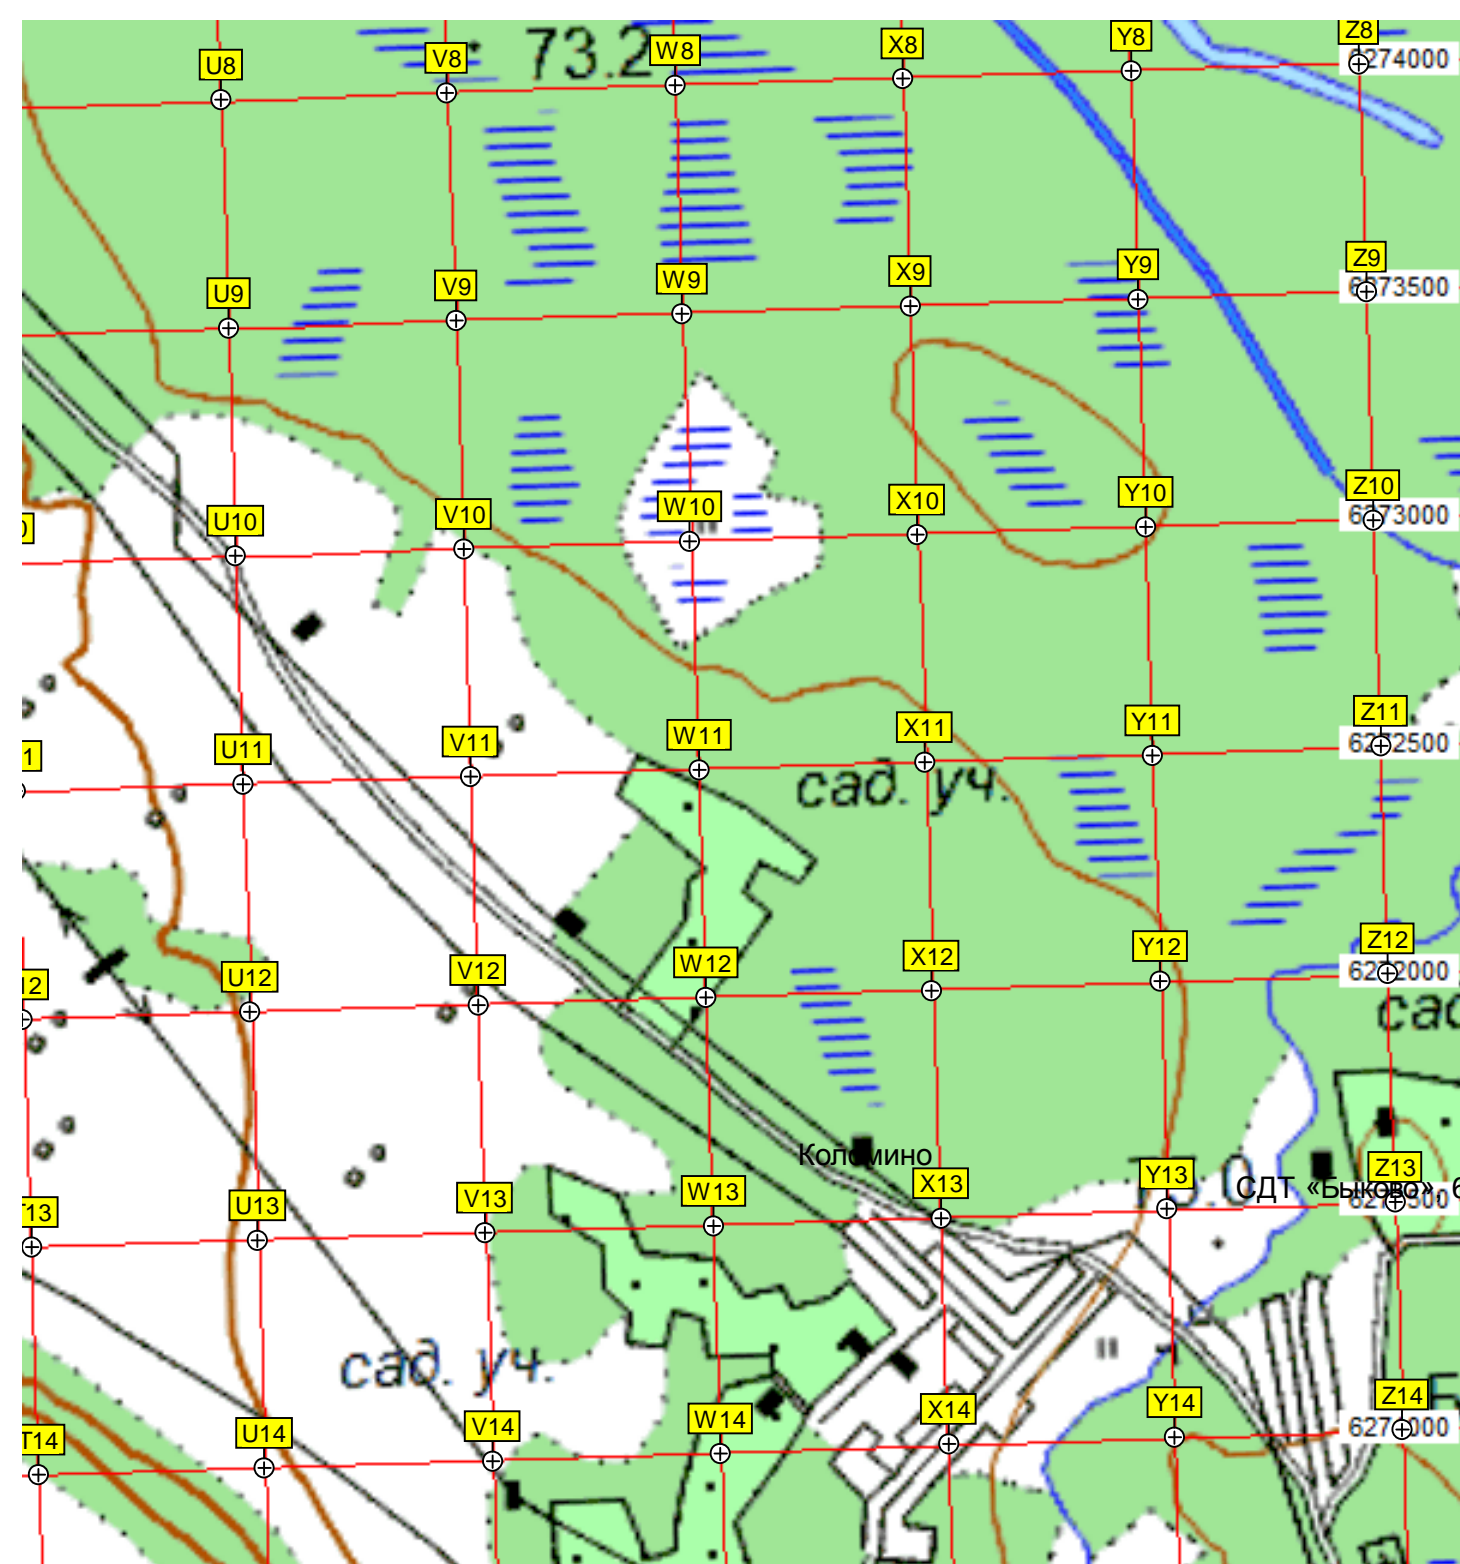 U8 V8 73.2 W8 X8 Y8 Z8
6274000
U9 V9 W9 X9 Y9 Z9
6273500
U10 V10 W10 X10 Y10 Z10
6273000
U11 V11 W11 X11 Y11 Z11
6272500
сад. уч.
U12 V12 W12 X12 Y12 Z12
6272000
сад
Коломино
T13 U13 V13 W13 X13 Y13 Z13
СДТ «Быково», 6
6271500
сад. уч.
T14 U14 V14 W14 X14 Y14 Z14
6271000